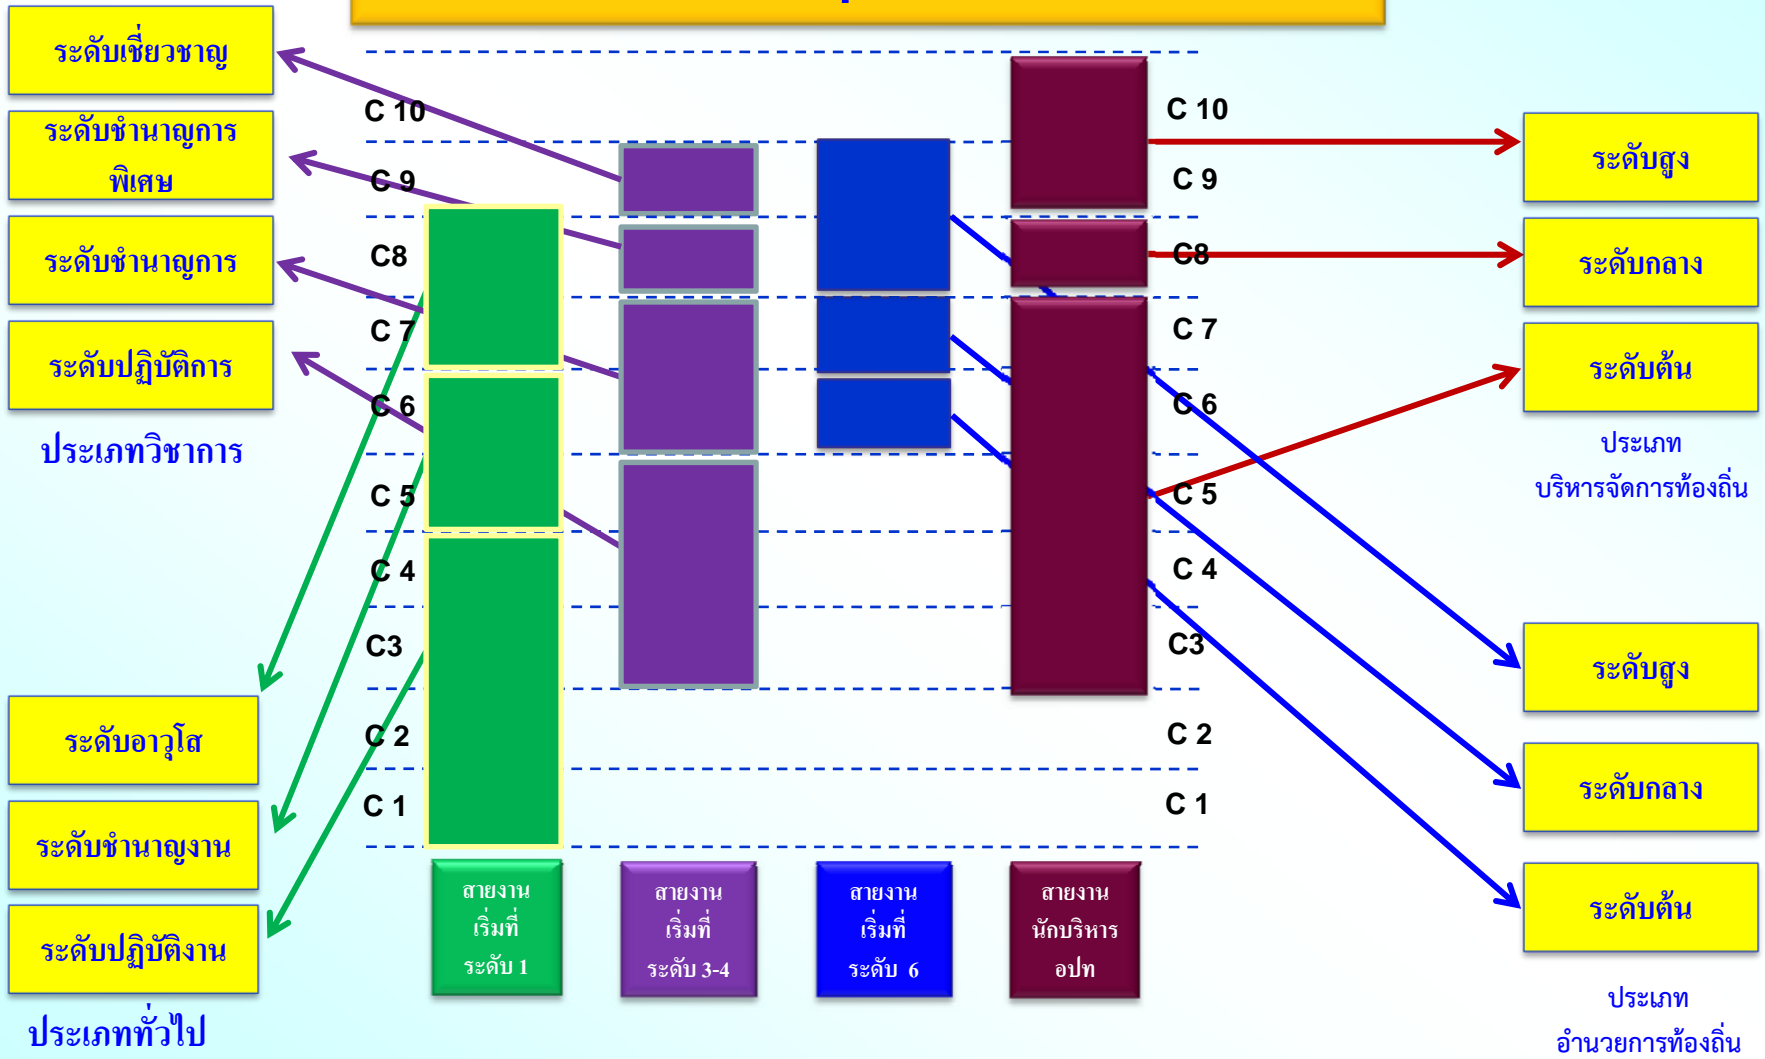 ระดับเชี่ยวชาญ
ระดับชำนาญการ
พิเศษ
ระดับชำนาญการ
ระดับปฏิบัติการ
ประเภทวิชาการ
ระดับอาวุโส
ระดับชำนาญงาน
ระดับปฏิบัติงาน
ประเภททั่วไป
C 10
C 9
C8
C 7
C 6
C 5
C 4
C3
C 2
C 1
สายงาน
เริ่มที่
ระดับ 1
สายงาน
เริ่มที่
ระดับ 3-4
สายงาน
เริ่มที่
ระดับ 6
สายงาน
นักบริหาร
อปท
C 10
C 9
C8
C 7
C 6
C 5
C 4
C3
C 2
C 1
ระดับสูง
ระดับกลาง
ระดับต้น
ประเภท
บริหารจัดการท้องถิ่น
ระดับสูง
ระดับกลาง
ระดับต้น
ประเภท
อำนวยการท้องถิ่น